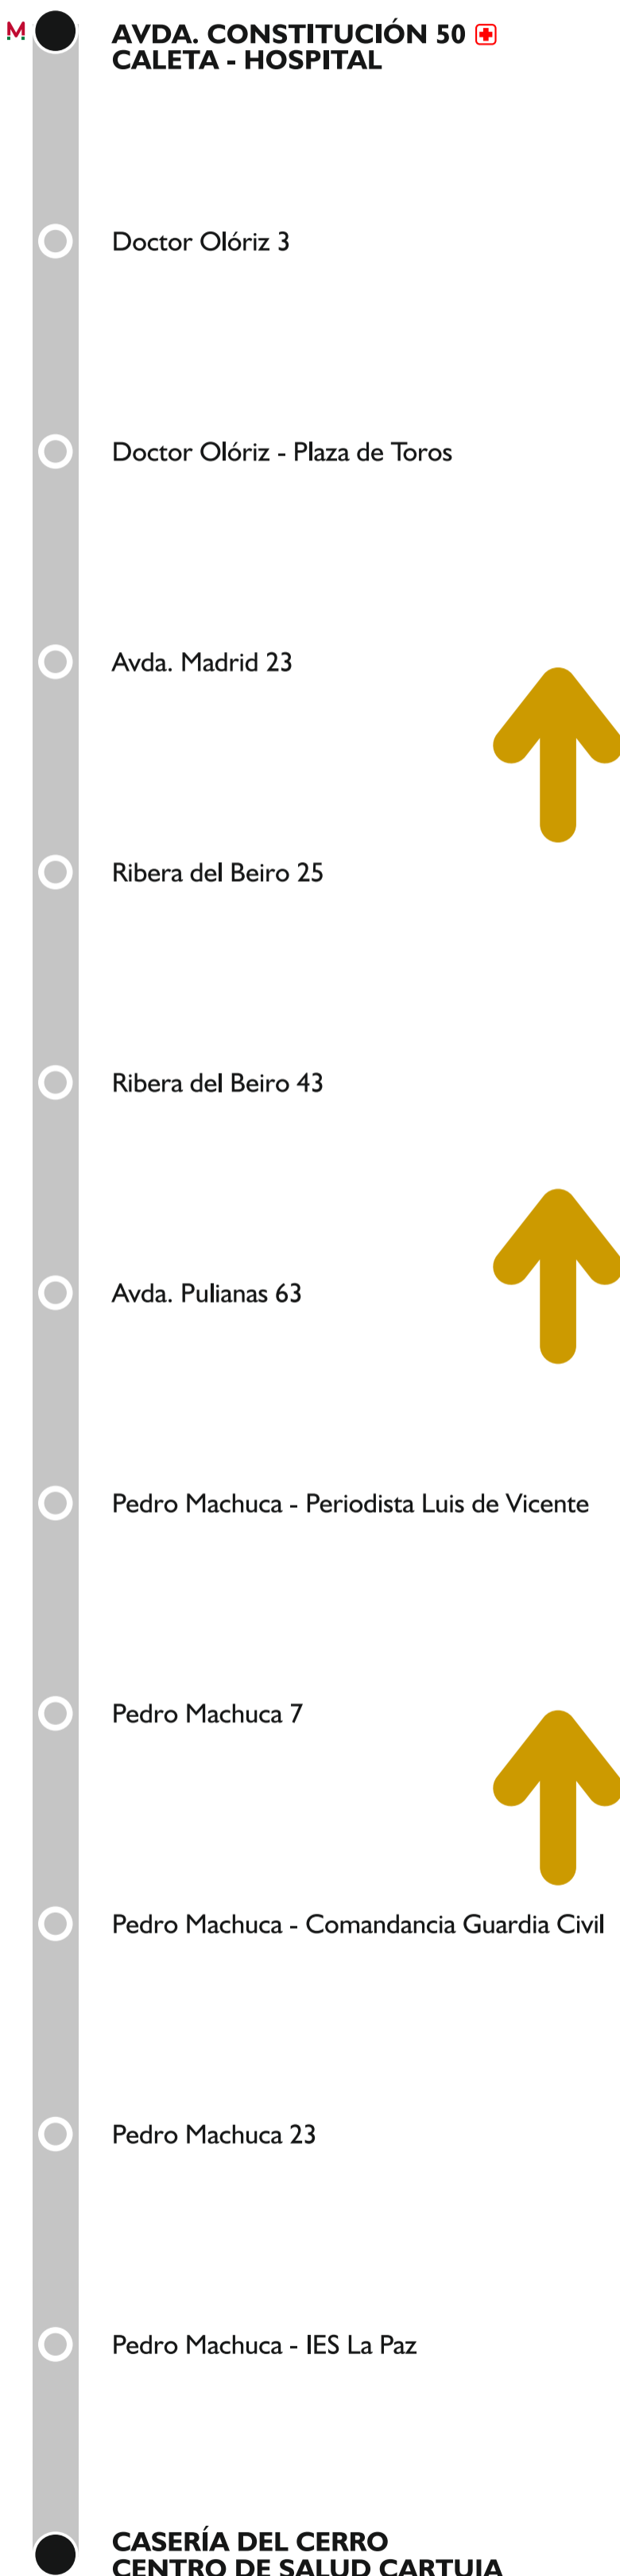 M
AVDA. CONSTITUCIÓN 50
CALETA - HOSPITAL
Doctor Olóriz 3
Doctor Olóriz - Plaza de Toros
Avda. Madrid 23
Ribera del Beiro 25
Ribera del Beiro 43
Avda. Pulianas 63
Pedro Machuca - Periodista Luis de Vicente
Pedro Machuca 7
Pedro Machuca - Comandancia Guardia Civil
Pedro Machuca 23
Pedro Machuca - IES La Paz
CASERÍA DEL CERRO
CENTRO DE SALUD CARTUJA